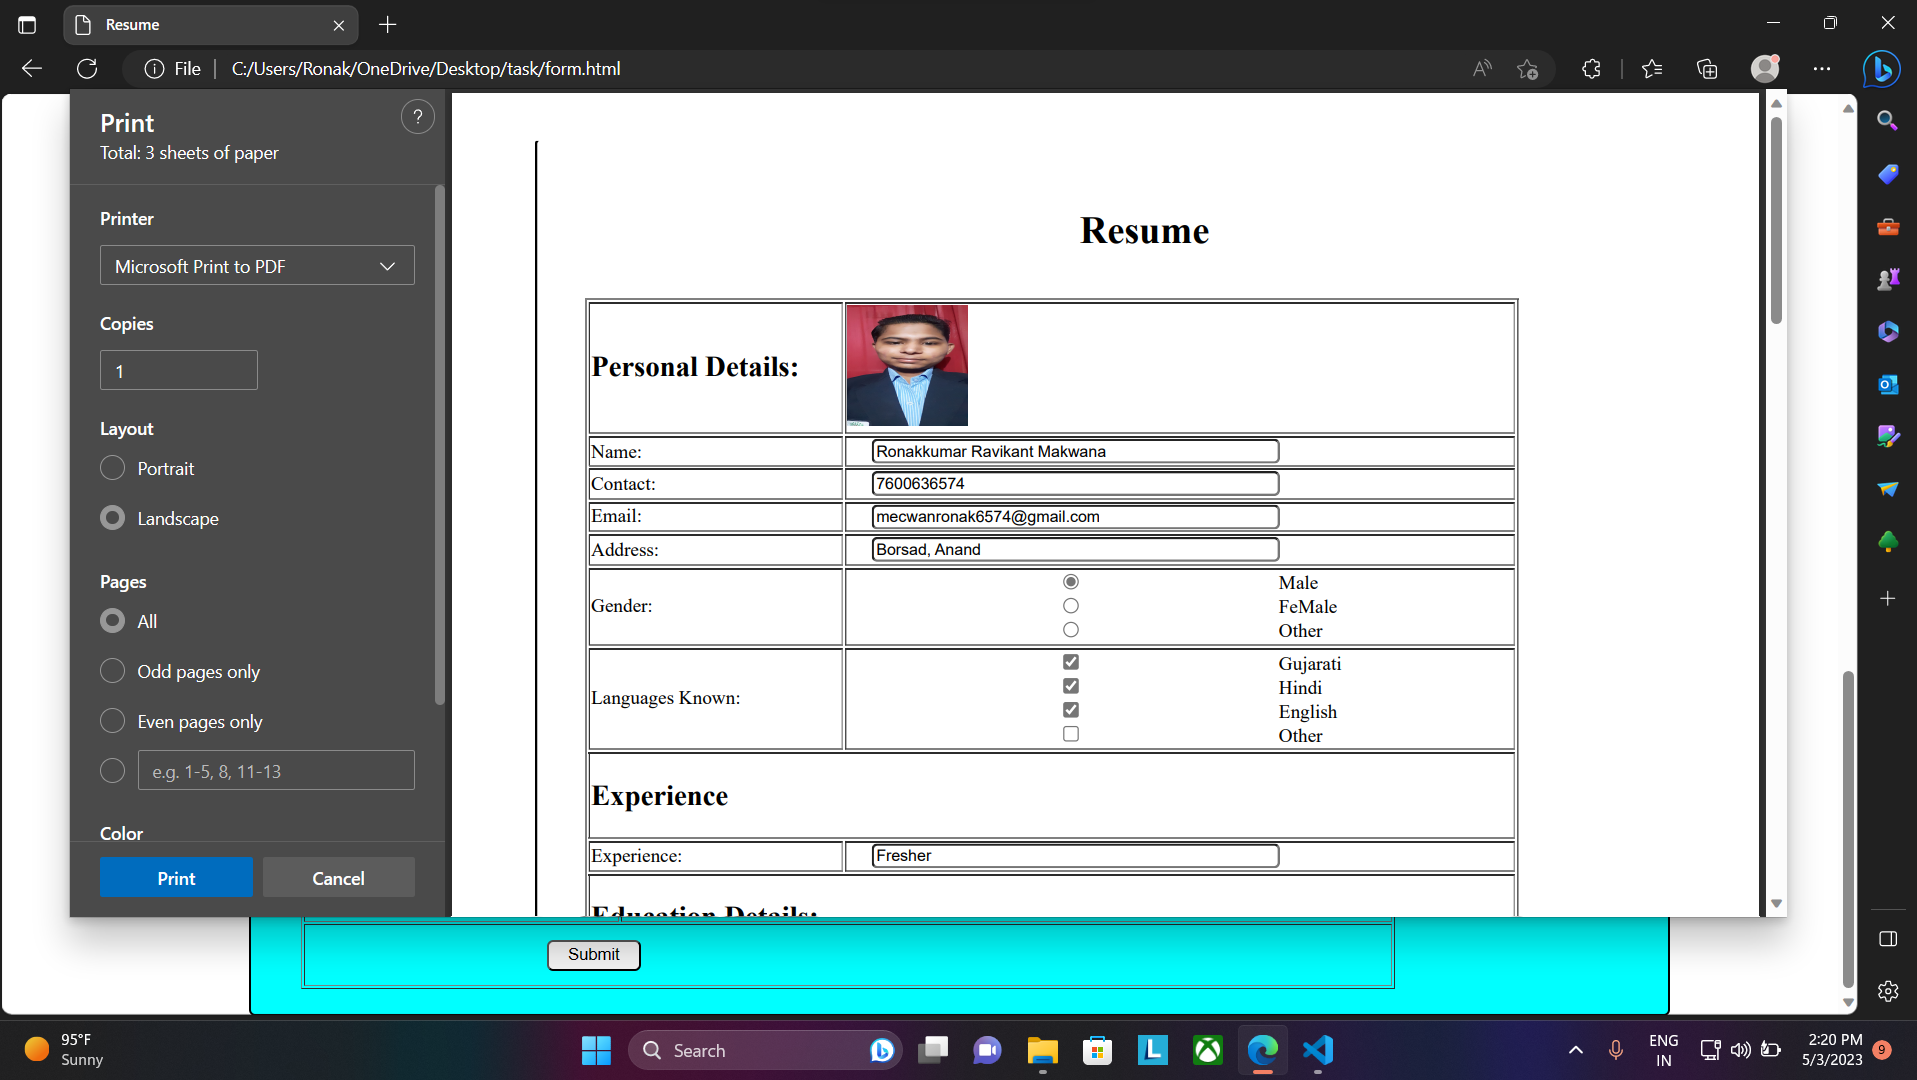 Resume
File
C:/Users/Ronak/OneDrive/Desktop/task/form.html
Print
?
Total: 3 sheets of paper
Printer
Microsoft Print to PDF
Copies
1
Layout
Portrait
Landscape
Pages
All
Odd pages only
Even pages only
e.g. 1-5, 8, 11-13
Color
Print
Cancel
Resume
Personal Details:
Name:
Ronakkumar Ravikant Makwana
Contact:
7600636574
Email:
mecwanronak6574@gmail.com
Address:
Borsad, Anand
Gender:
Male
FeMale
Other
Languages Known:
Gujarati
Hindi
English
Other
Experience
Experience:
Fresher
Education Details:
Submit
95°F
Sunny
Search
ENG
IN
2:20 PM
5/3/2023
9